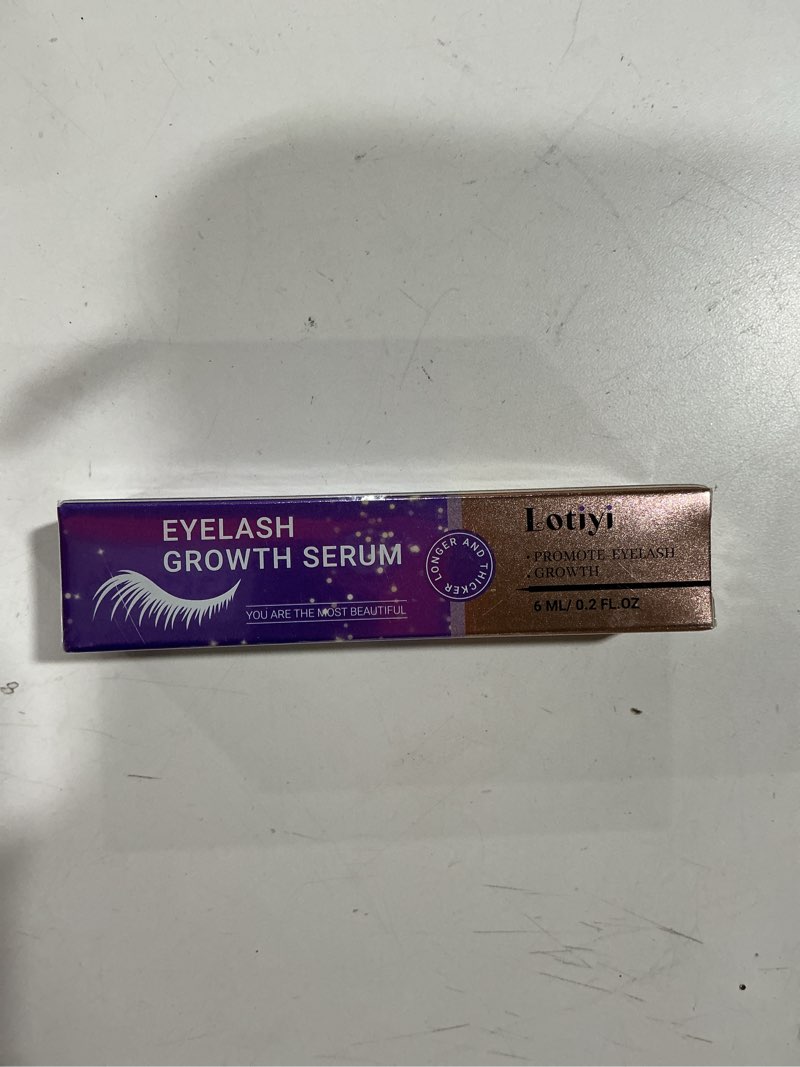 EYELASH
GROWTH SERUM
YOU ARE THE MOST BEAUTIFUL
LONGER AND THICKER
Lotiyi
· PROMOTE EYELASH
· GROWTH
6 ML/ 0.2 FL.OZ